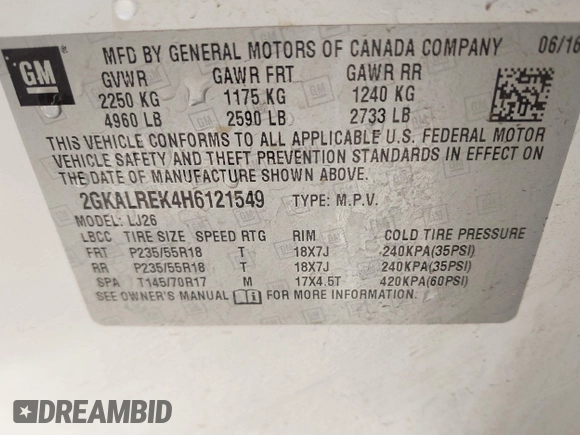 GM MFD BY GENERAL MOTORS OF CANADA COMPANY 06/16
GVWR GAWR FRT GAWR RR
2250 KG 1175 KG 1240 KG
4960 LB 2590 LB 2733 LB
THIS VEHICLE CONFORMS TO ALL APPLICABLE U.S. FEDERAL MOTOR
VEHICLE SAFETY AND THEFT PREVENTION STANDARDS IN EFFECT ON
THE DATE OF MANUFACTURE SHOWN ABOVE.
2GKALREK4H6121549 TYPE: M.P.V.
MODEL: LJ26
LBCC TIRE SIZE SPEED RTG RIM COLD TIRE PRESSURE
FRT P235/55R18 T 18X7J 240KPA(35PSI)
RR P235/55R18 T 18X7J 240KPA(35PSI)
SPA T145/70R17 M 17X4.5T 420KPA(60PSI)
SEE OWNER'S MANUAL FOR MORE INFORMATION.
DREAMBID